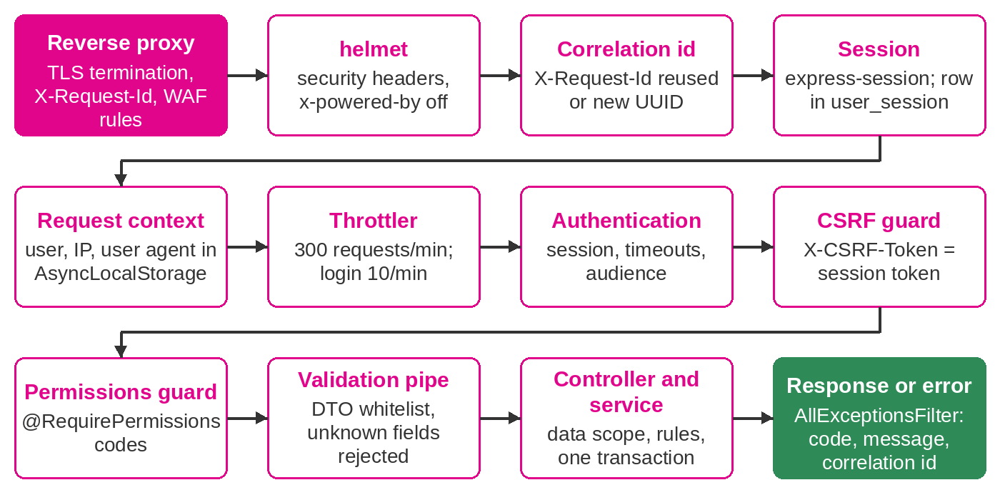 Reverse proxy
TLS termination,
X-Request-Id, WAF
rules
helmet
security headers,
x-powered-by off
Correlation id
X-Request-Id reused
or new UUID
Session
express-session; row
in user_session
Request context
user, IP, user agent in
AsyncLocalStorage
Throttler
300 requests/min;
login 10/min
Authentication
session, timeouts,
audience
CSRF guard
X-CSRF-Token =
session token
Permissions guard
@RequirePermissions
codes
Validation pipe
DTO whitelist,
unknown fields
rejected
Controller and
service
data scope, rules,
one transaction
Response or error
AllExceptionsFilter:
code, message,
correlation id